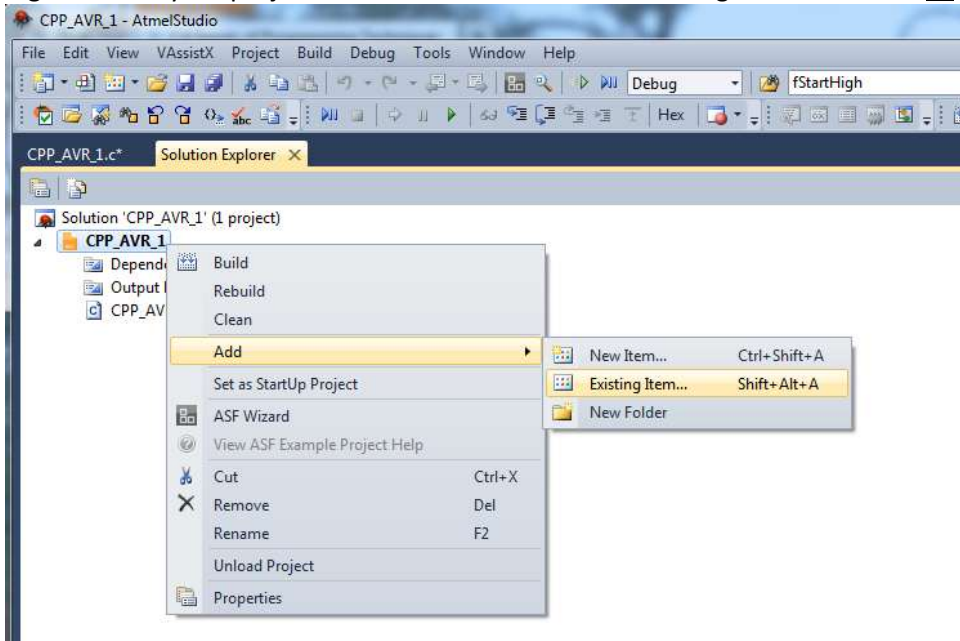 CPP_AVR_1 - AtmelStudio
File Edit View VAssistX Project Build Debug Tools Window Help
Debug fStartHigh
Hex
CPP_AVR_1.c* Solution Explorer
Solution 'CPP_AVR_1' (1 project)
CPP_AVR_1
Depend
Output
CPP_AV
Build
Rebuild
Clean
Add
Set as StartUp Project
ASF Wizard
View ASF Example Project Help
Cut Ctrl+X
Remove Del
Rename F2
Unload Project
Properties
New Item... Ctrl+Shift+A
Existing Item... Shift+Alt+A
New Folder